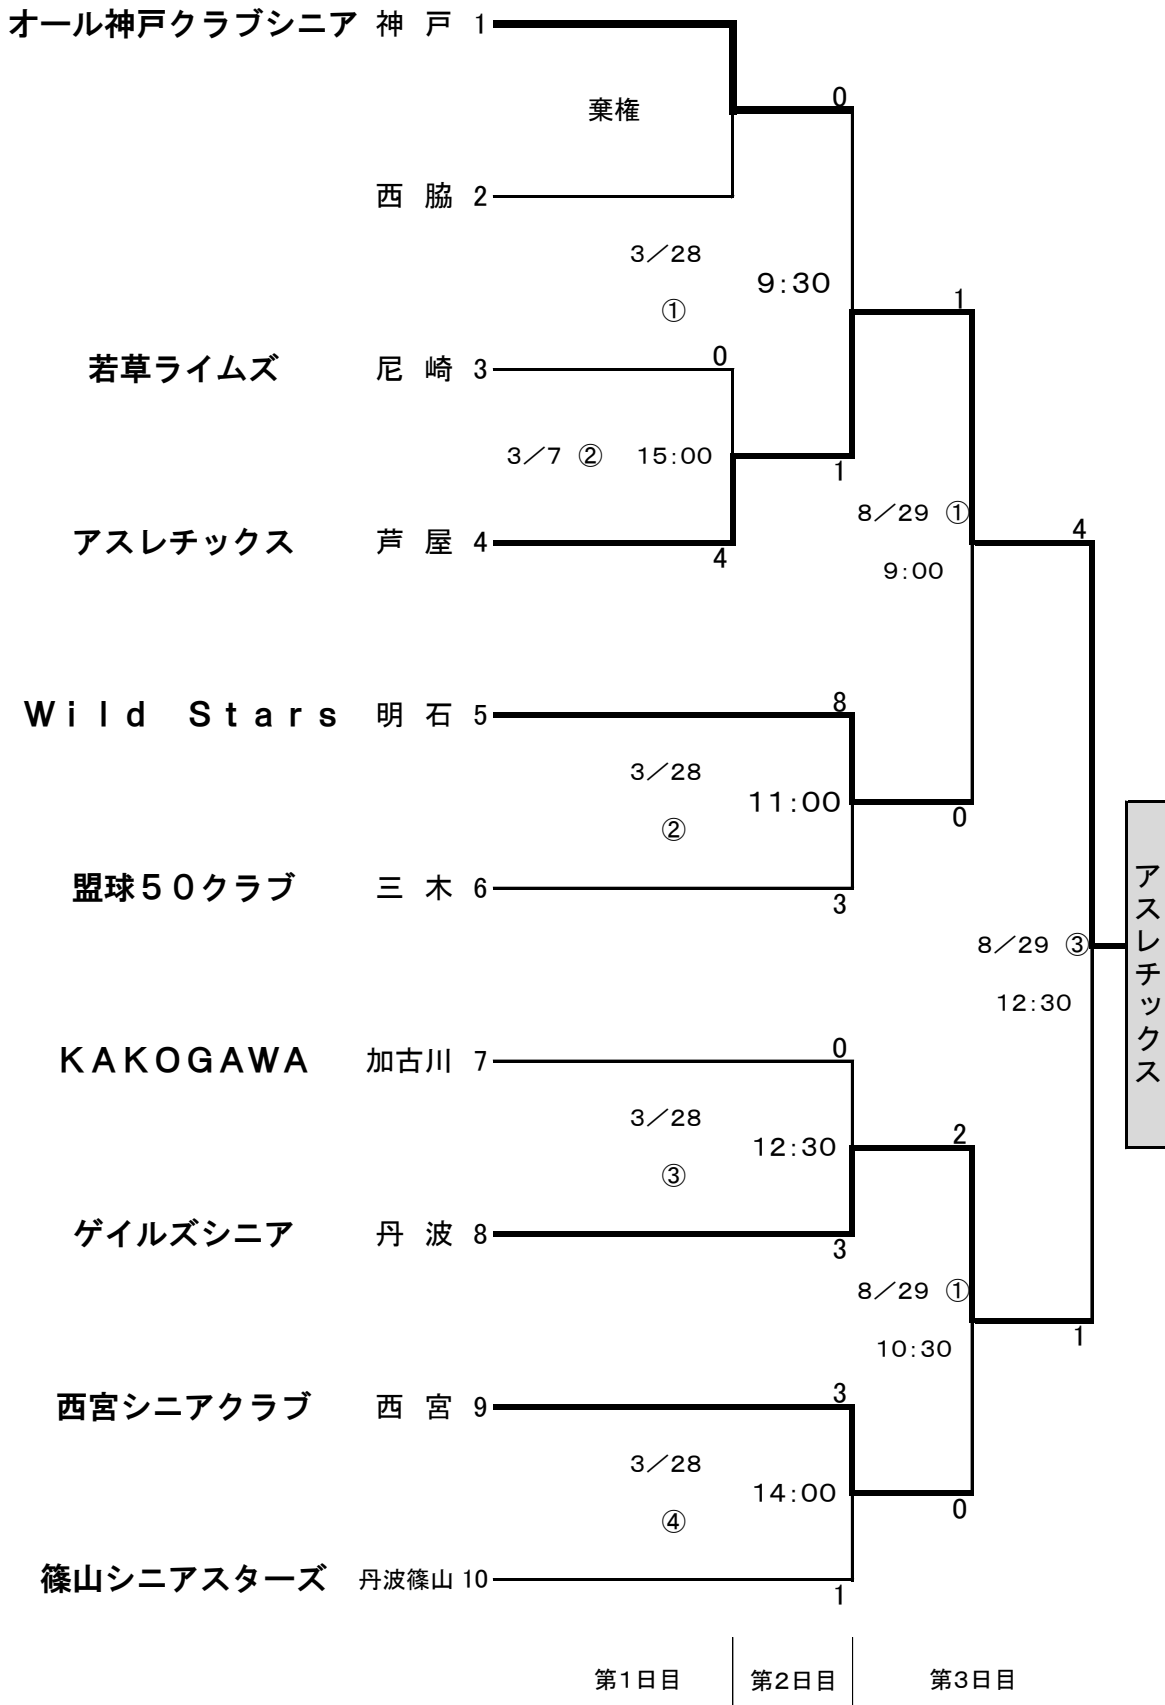 オール神戸クラブシニア 神 戸 1
棄権
0
西 脇 2
3／28
9:30
①
1
若草ライムズ 尼 崎 3
0
3／7 ② 15:00
1
アスレチックス 芦 屋 4
4
8／29 ①
9:00
4
Ｗｉｌｄ　Ｓｔａｒｓ 明 石 5
8
3／28
11:00
②
0
盟球５０クラブ 三 木 6
3
8／29 ③
12:30
アスレチックス
ＫＡＫＯＧＡＷＡ 加古川 7
0
3／28
12:30
③
2
ゲイルズシニア 丹 波 8
3
8／29 ①
10:30
1
西宮シニアクラブ 西 宮 9
3
3／28
14:00
④
0
篠山シニアスターズ 丹波篠山 10
1
第1日目 第2日目 第3日目